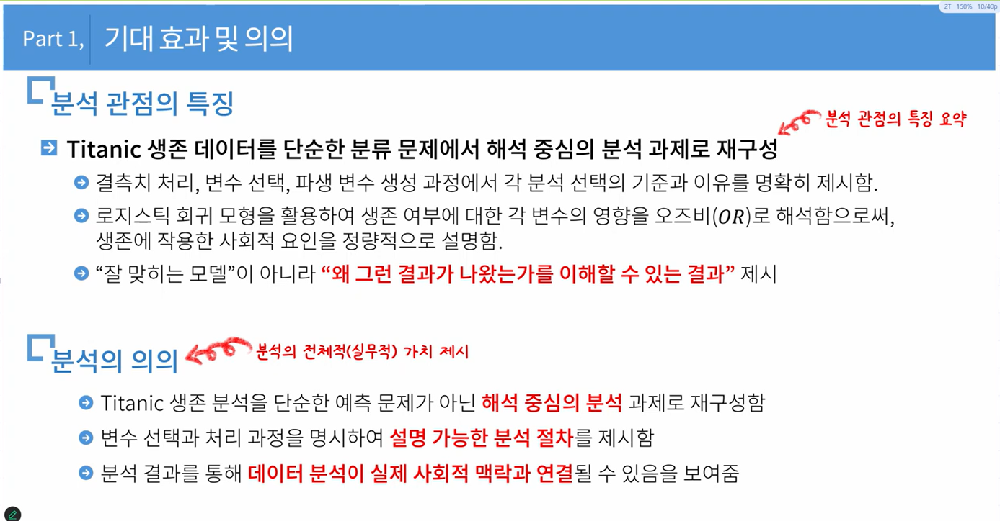 2T 150% 10/40p
Part 1, 기대 효과 및 의의
분석 관점의 특징
분석 관점의 특징 요약
Titanic 생존 데이터를 단순한 분류 문제에서 해석 중심의 분석 과제로 재구성
결측치 처리, 변수 선택, 파생 변수 생성 과정에서 각 분석 선택의 기준과 이유를 명확히 제시함.
로지스틱 회귀 모형을 활용하여 생존 여부에 대한 각 변수의 영향을 오즈비(OR)로 해석함으로써,
생존에 작용한 사회적 요인을 정량적으로 설명함.
“잘 맞히는 모델”이 아니라 “왜 그런 결과가 나왔는가를 이해할 수 있는 결과” 제시
분석의 의의
분석의 전체적(실무적) 가치 제시
Titanic 생존 분석을 단순한 예측 문제가 아닌 해석 중심의 분석 과제로 재구성함
변수 선택과 처리 과정을 명시하여 설명 가능한 분석 절차를 제시함
분석 결과를 통해 데이터 분석이 실제 사회적 맥락과 연결될 수 있음을 보여줌